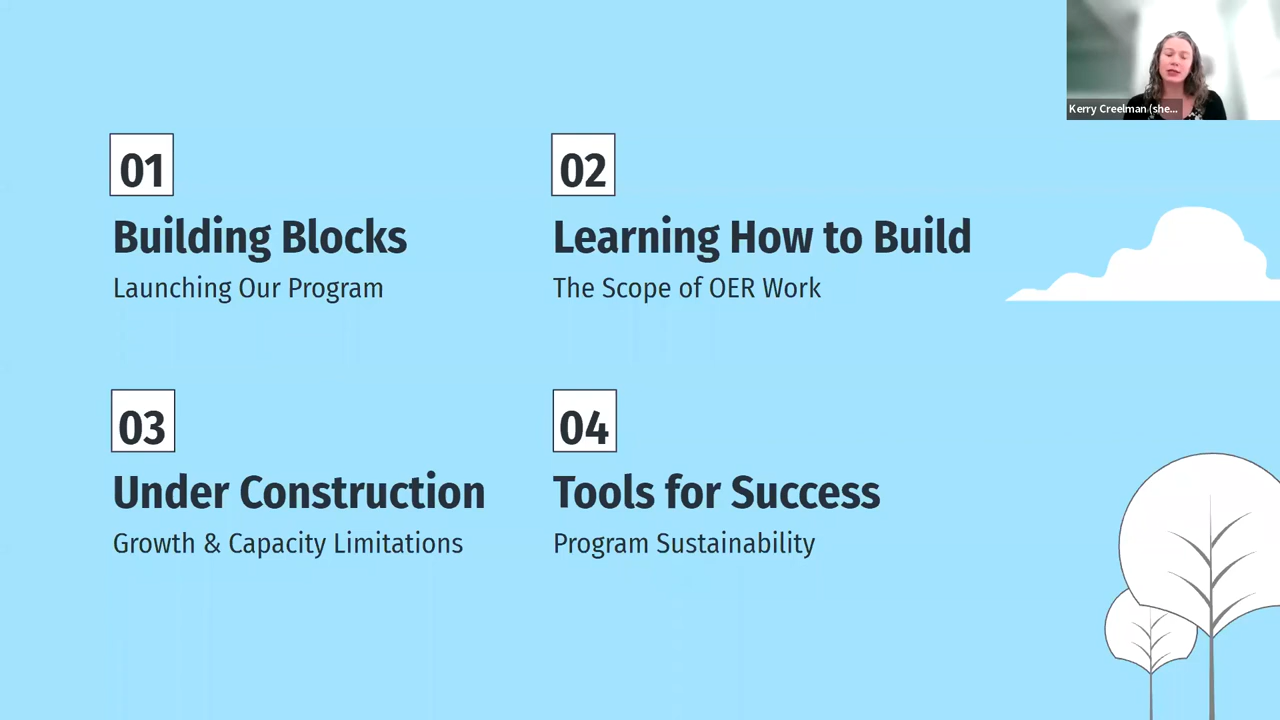 Kerry Creelman (she...
01
Building Blocks
Launching Our Program
02
Learning How to Build
The Scope of OER Work
03
Under Construction
Growth & Capacity Limitations
04
Tools for Success
Program Sustainability